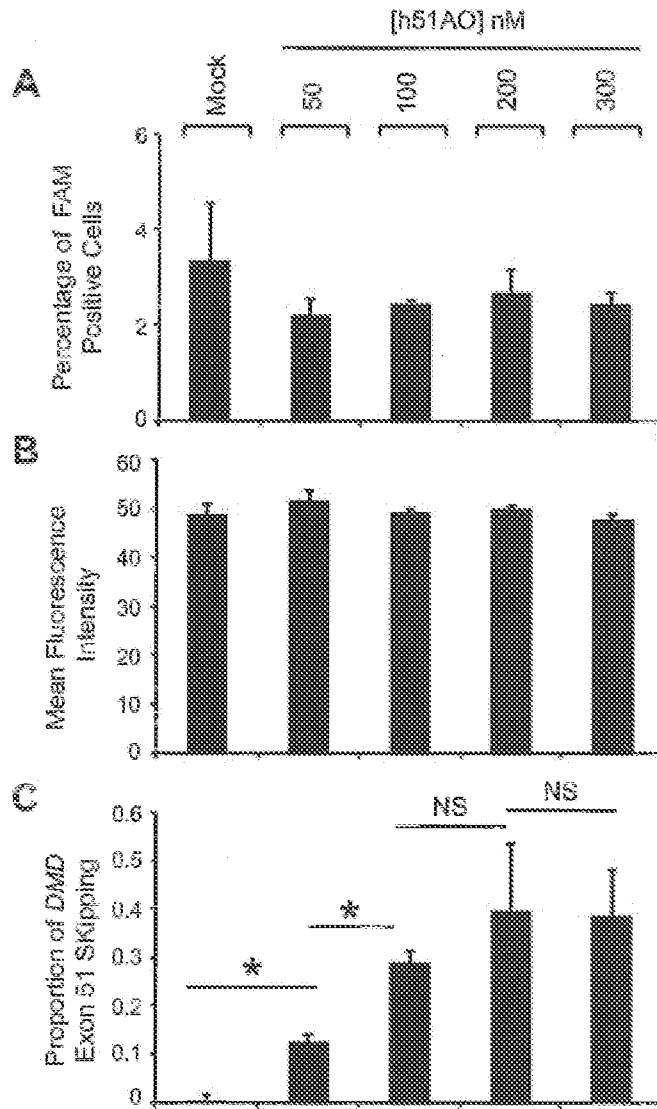 [h51AO] nM
A
Mock
50
100
200
300
Percentage of FAM
Positive Cells
6
4
2
0
B
Mean Fluorescence
Intensity
60
50
40
30
20
10
0
C
Proportion of DMD
Exon 51 SKipping
0.6
0.5
0.4
0.3
0.2
0.1
0
*
*
NS
NS